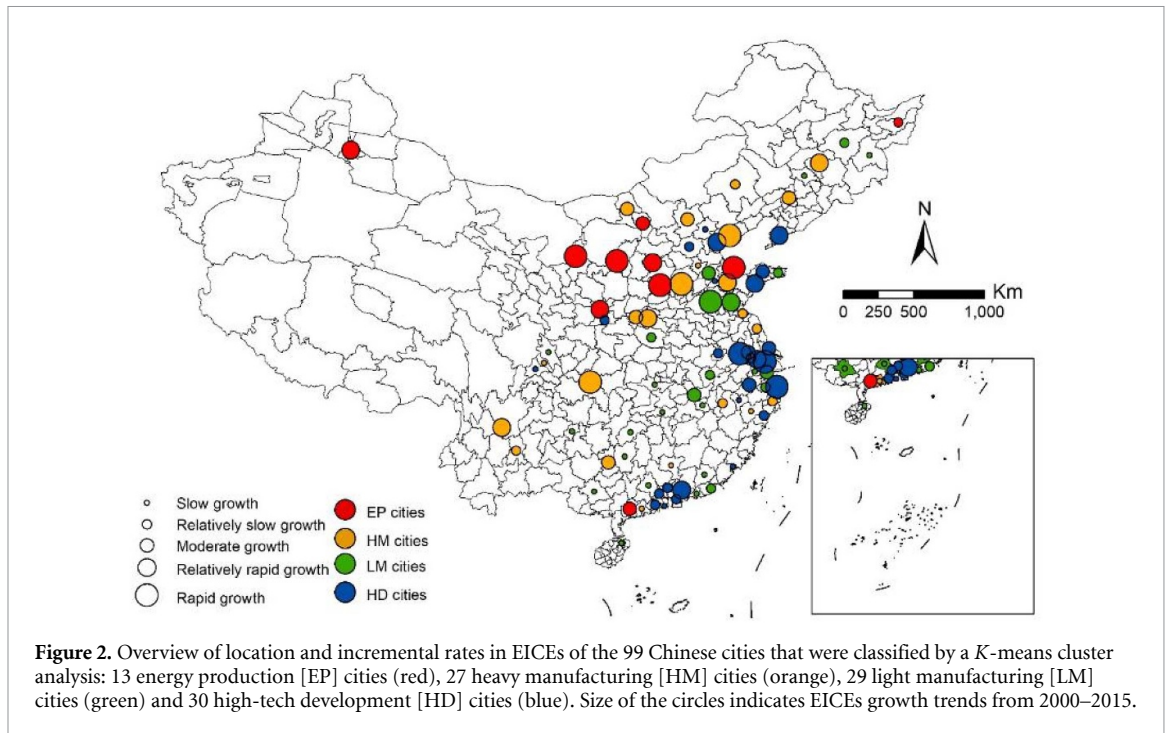 N
Km
0 250 500 1,000
Slow growth
Relatively slow growth
Moderate growth
Relatively rapid growth
Rapid growth
EP cities
HM cities
LM cities
HD cities
Figure 2. Overview of location and incremental rates in EICEs of the 99 Chinese cities that were classified by a K-means cluster
analysis: 13 energy production [EP] cities (red), 27 heavy manufacturing [HM] cities (orange), 29 light manufacturing [LM]
cities (green) and 30 high-tech development [HD] cities (blue). Size of the circles indicates EICEs growth trends from 2000–2015.